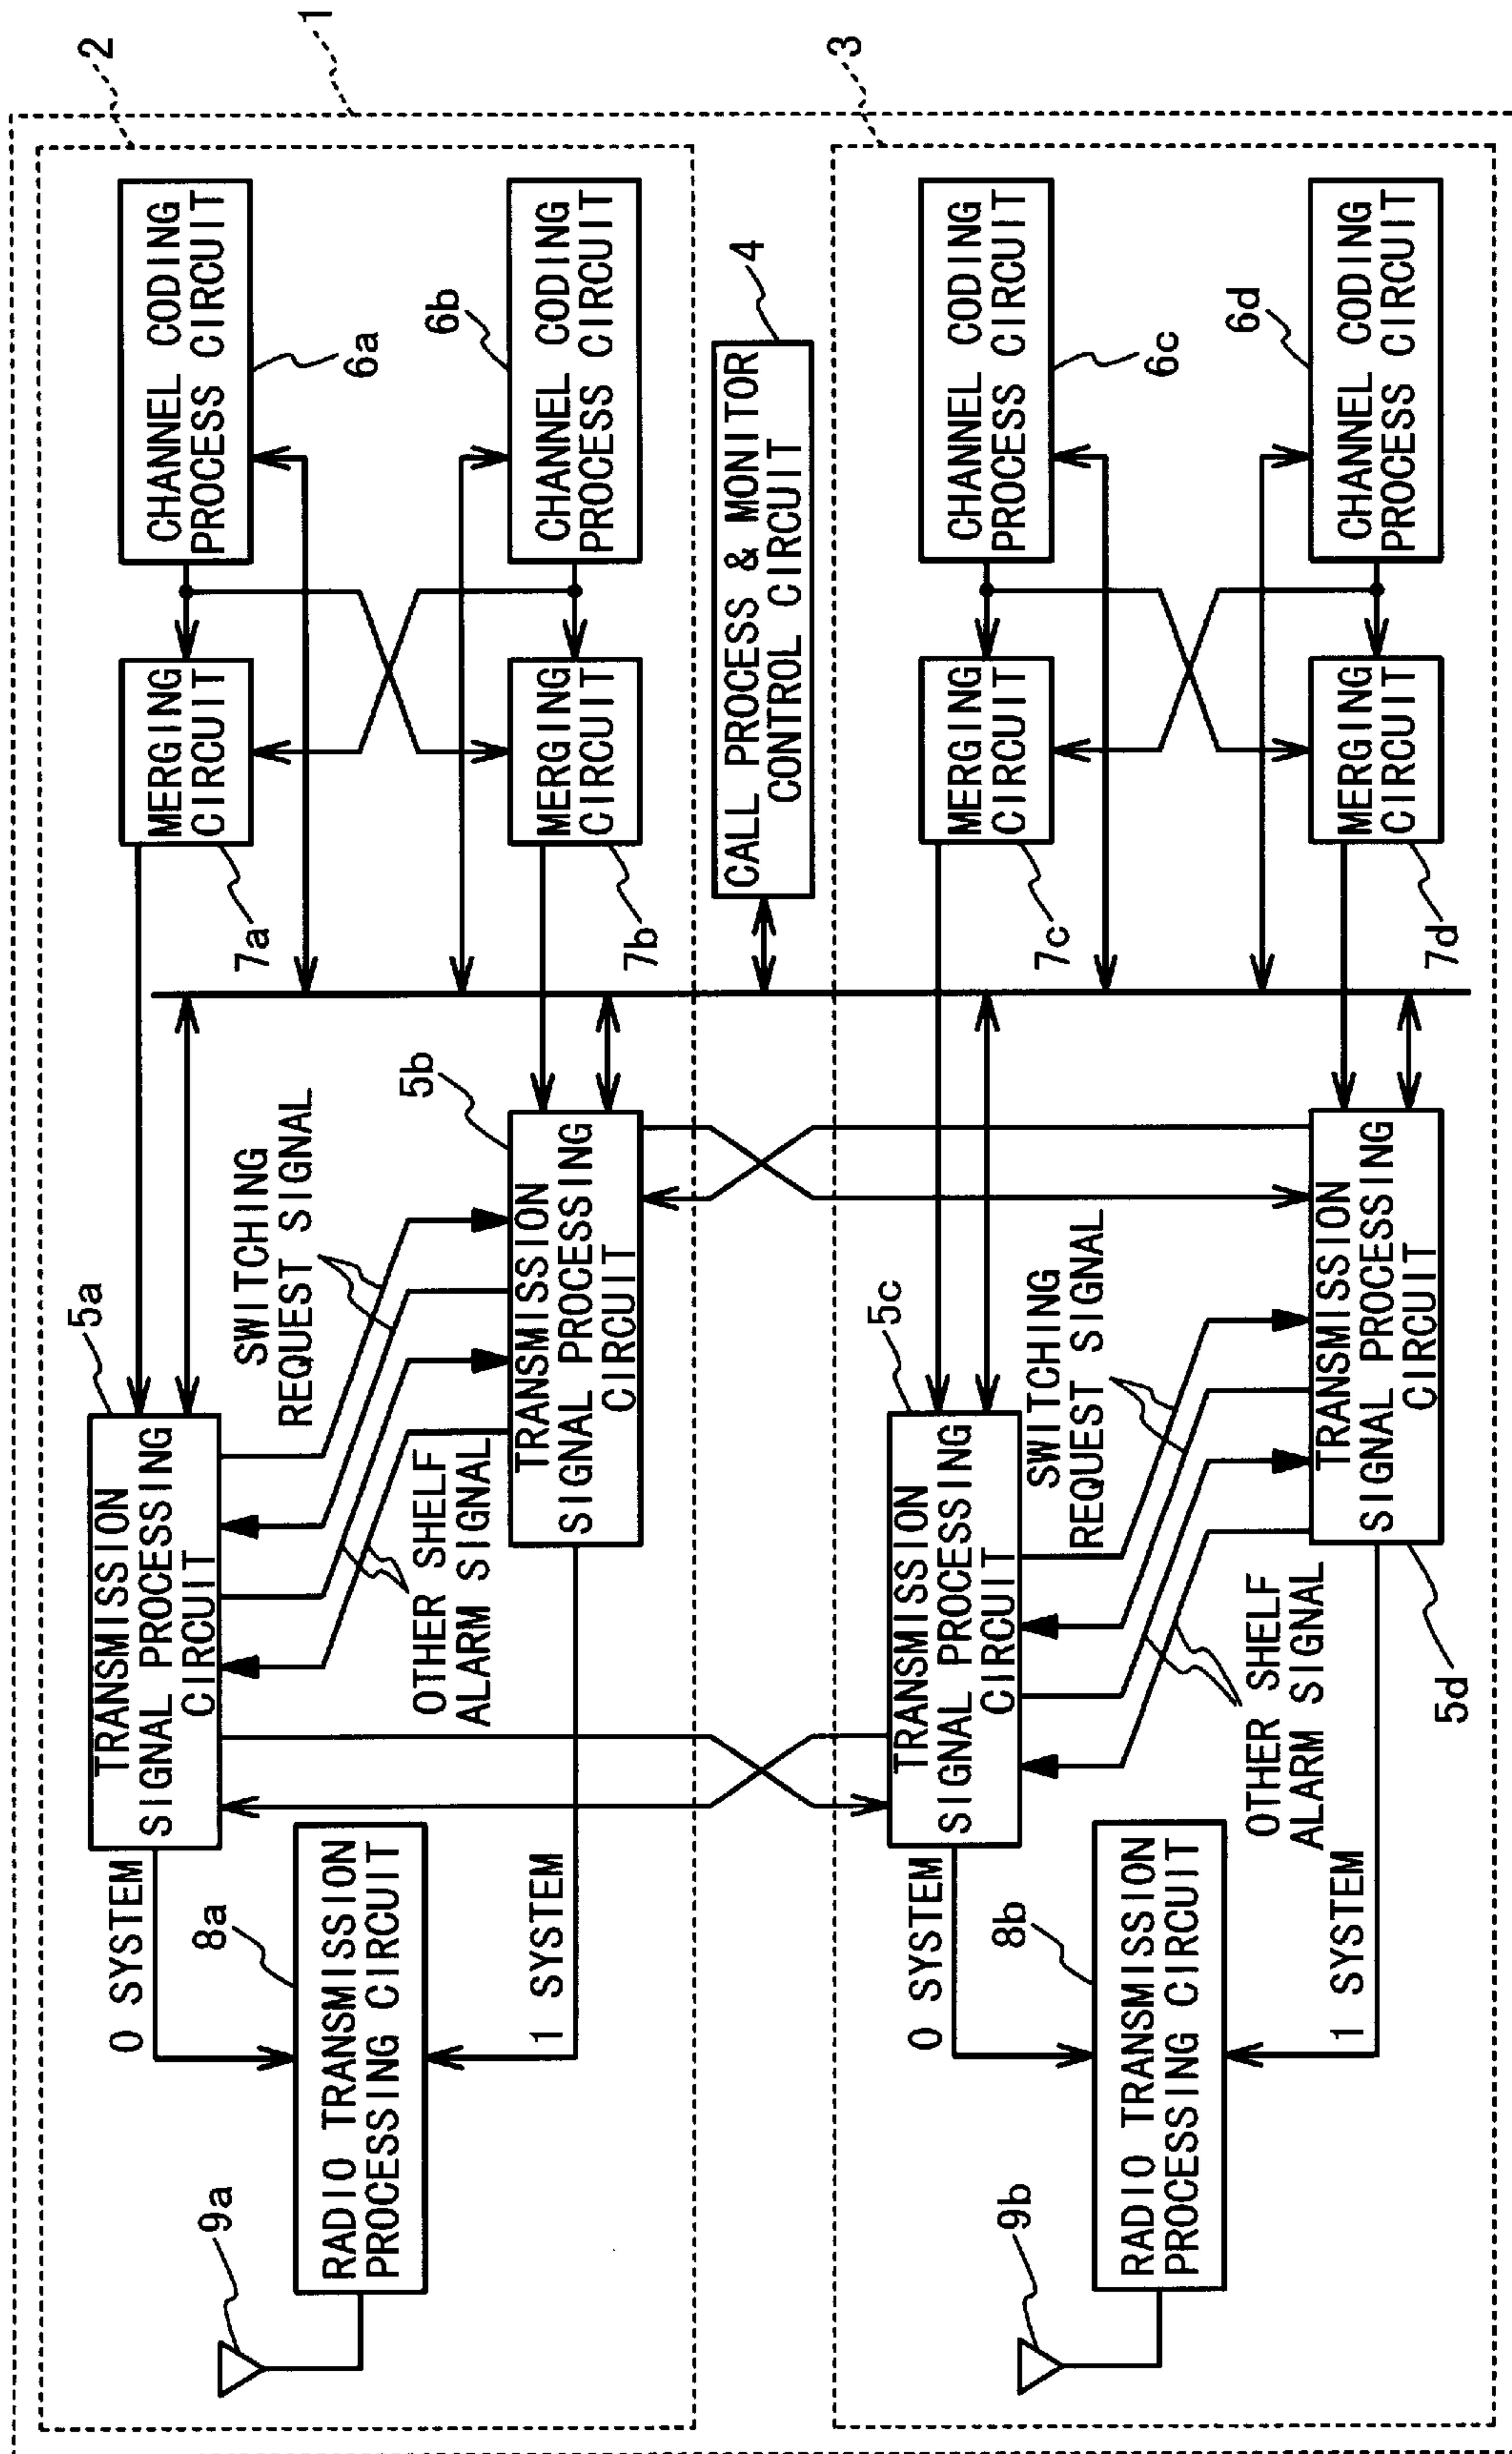 1
2
CHANNEL CODING
PROCESS CIRCUIT
6a
6b
CHANNEL CODING
PROCESS CIRCUIT
MERGING
CIRCUIT
7a
MERGING
CIRCUIT
7b
5a
TRANSMISSION
SIGNAL PROCESSING
CIRCUIT
SWITCHING
REQUEST SIGNAL
5b
TRANSMISSION
SIGNAL PROCESSING
CIRCUIT
OTHER SHELF
ALARM SIGNAL
0 SYSTEM
8a
RADIO TRANSMISSION
PROCESSING CIRCUIT
1 SYSTEM
9a
CALL PROCESS & MONITOR
CONTROL CIRCUIT
4
3
CHANNEL CODING
PROCESS CIRCUIT
6c
6d
CHANNEL CODING
PROCESS CIRCUIT
MERGING
CIRCUIT
7c
MERGING
CIRCUIT
7d
5c
TRANSMISSION
SIGNAL PROCESSING
CIRCUIT
SWITCHING
REQUEST SIGNAL
TRANSMISSION
SIGNAL PROCESSING
CIRCUIT
5d
OTHER SHELF
ALARM SIGNAL
0 SYSTEM
8b
RADIO TRANSMISSION
PROCESSING CIRCUIT
1 SYSTEM
9b